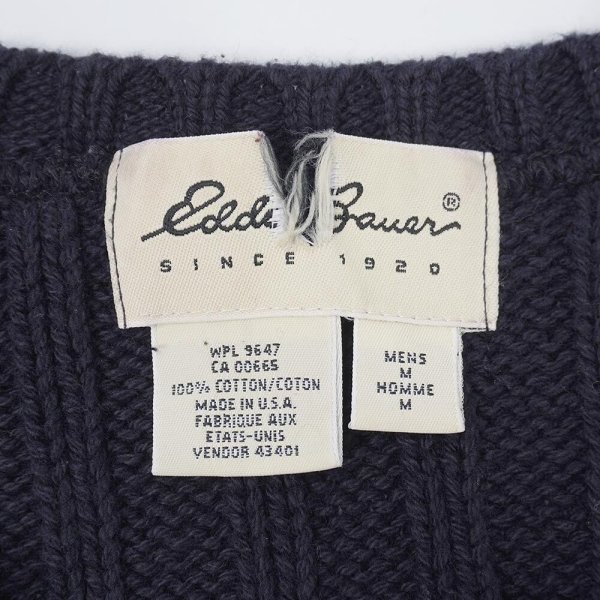 Eddie Bauer®
SINCE 1920
WPL 9647
CA 00665
100% COTTON/COTON
MADE IN U.S.A.
FABRIQUE AUX
ETATS-UNIS
VENDOR 43401
MENS
M
HOMME
M